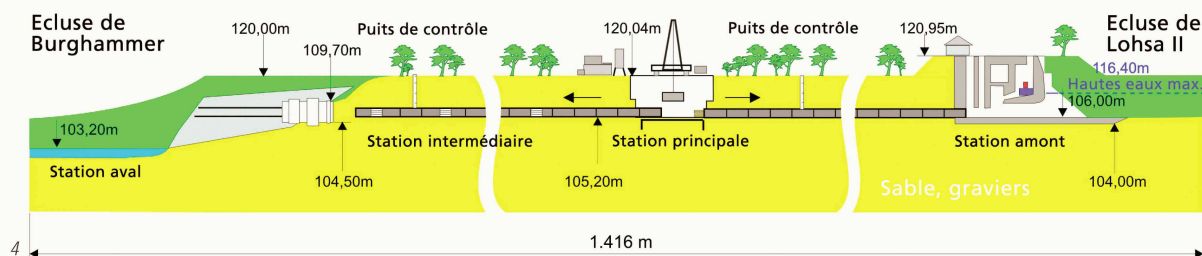 Ecluse de
Burghammer
120,00m
109,70m
Puits de contrôle
120,04m
Puits de contrôle
120,95m
Ecluse de
Lohsa II
116,40m
Hautes eaux max.
106,00m
103,20m
Station aval
Station intermédiaire
Station principale
Station amont
104,50m
105,20m
104,00m
Sable, graviers
1.416 m
4